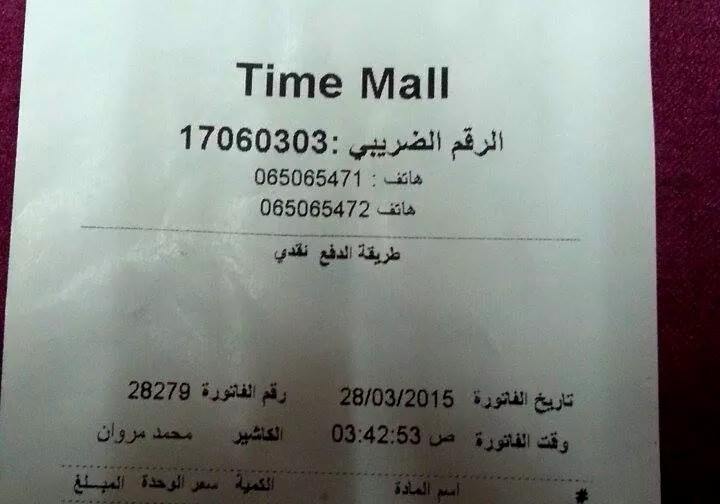 Time Mall
الرقم الضريبي :17060303
هاتف : 065065471
هاتف 065065472
طريقة الدفع نقدي
تاريخ الفاتورة 28/03/2015 رقم الفاتورة 28279
وقت الفاتورة 03:42:53 ص الكاشير محمد مروان
# اسم المادة الكمية سعر الوحدة المبلغ